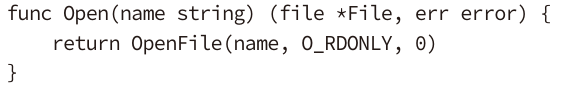 func Open(name string) (file *File, err error) {
    return OpenFile(name, O_RDONLY, 0)
}